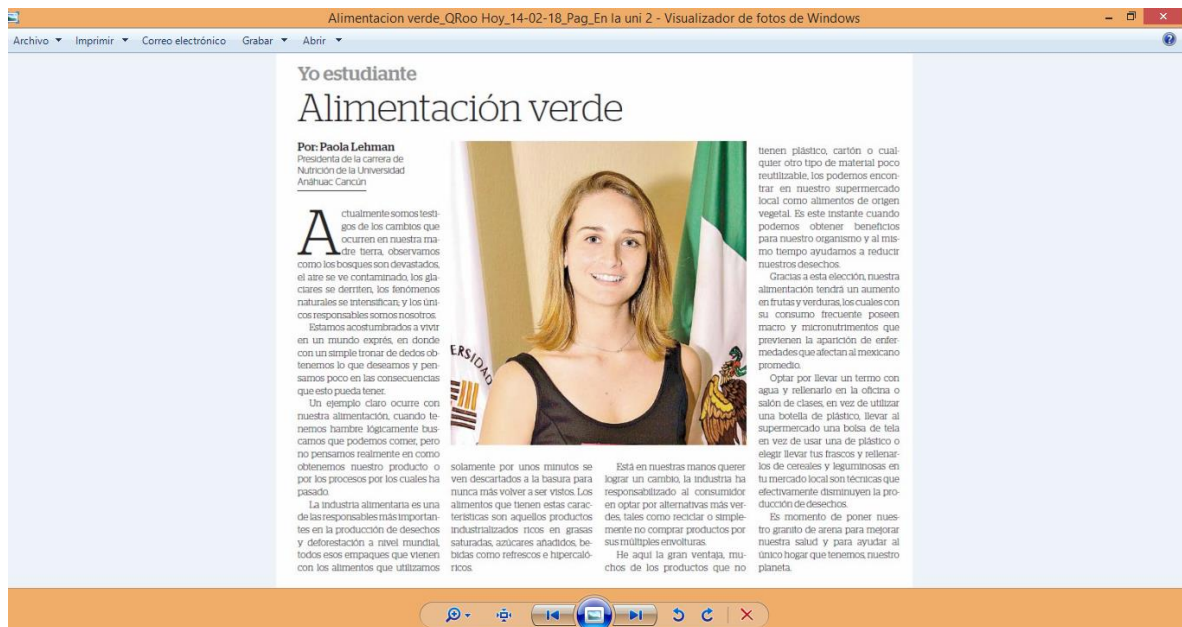 Alimentacion verde_QRoo Hoy_14-02-18_Pag_En la uni 2 - Visualizador de fotos de Windows
Archivo Imprimir Correo electrónico Grabar Abrir
Yo estudiante
Alimentación verde
Por: Paola Lehman
Presidenta de la carrera de
Nutrición de la Universidad
Anáhuac Cancún
Actualmente somos testi-
gos de los cambios que
ocurren en nuestra ma-
dre tierra, observamos
como los bosques son devastados,
el aire se ve contaminado, los gla-
ciares se derriten, los fenómenos
naturales se intensifican; y los úni-
cos responsables somos nosotros.
Estamos acostumbrados a vivir
en un mundo exprés, en donde
con un simple tronar de dedos ob-
tenemos lo que deseamos y pen-
samos poco en las consecuencias
que esto pueda tener.
Un ejemplo claro ocurre con
nuestra alimentación, cuando te-
nemos hambre lógicamente bus-
camos que podemos comer, pero
no pensamos realmente en como
obtenemos nuestro producto o
por los procesos por los cuales ha
pasado.
La industria alimentaria es una
de las responsables más importan-
tes en la producción de desechos
y deforestación a nivel mundial,
todos esos empaques que vienen
con los alimentos que utilizamos
solamente por unos minutos se
ven descartados a la basura para
nunca más volver a ser vistos. Los
alimentos que tienen estas carac-
terísticas son aquellos productos
industrializados ricos en grasas
saturadas, azúcares añadidos, be-
bidas como refrescos e hipercaló-
ricos.
Está en nuestras manos querer
lograr un cambio, la industria ha
responsabilizado al consumidor
en optar por alternativas más ver-
des, tales como reciclar o simple-
mente no comprar productos por
sus múltiples envolturas.
He aquí la gran ventaja, mu-
chos de los productos que no
tienen plástico, cartón o cual-
quier otro tipo de material poco
reutilizable, los podemos encon-
trar en nuestro supermercado
local como alimentos de origen
vegetal. Es este instante cuando
podemos obtener beneficios
para nuestro organismo y al mis-
mo tiempo ayudamos a reducir
nuestros desechos.
Gracias a esta elección, nuestra
alimentación tendrá un aumento
en frutas y verduras, los cuales con
su consumo frecuente poseen
macro y micronutrimentos que
previenen la aparición de enfer-
medades que afectan al mexicano
promedio.
Optar por llevar un termo con
agua y rellenarlo en la oficina o
salón de clases, en vez de utilizar
una botella de plástico, llevar al
supermercado una bolsa de tela
en vez de usar una de plástico o
elegir llevar tus frascos y rellenar-
los de cereales y leguminosas en
tu mercado local son técnicas que
efectivamente disminuyen la pro-
ducción de desechos.
Es momento de poner nues-
tro granito de arena para mejorar
nuestra salud y para ayudar al
único hogar que tenemos, nuestro
planeta.
ERSIDAD